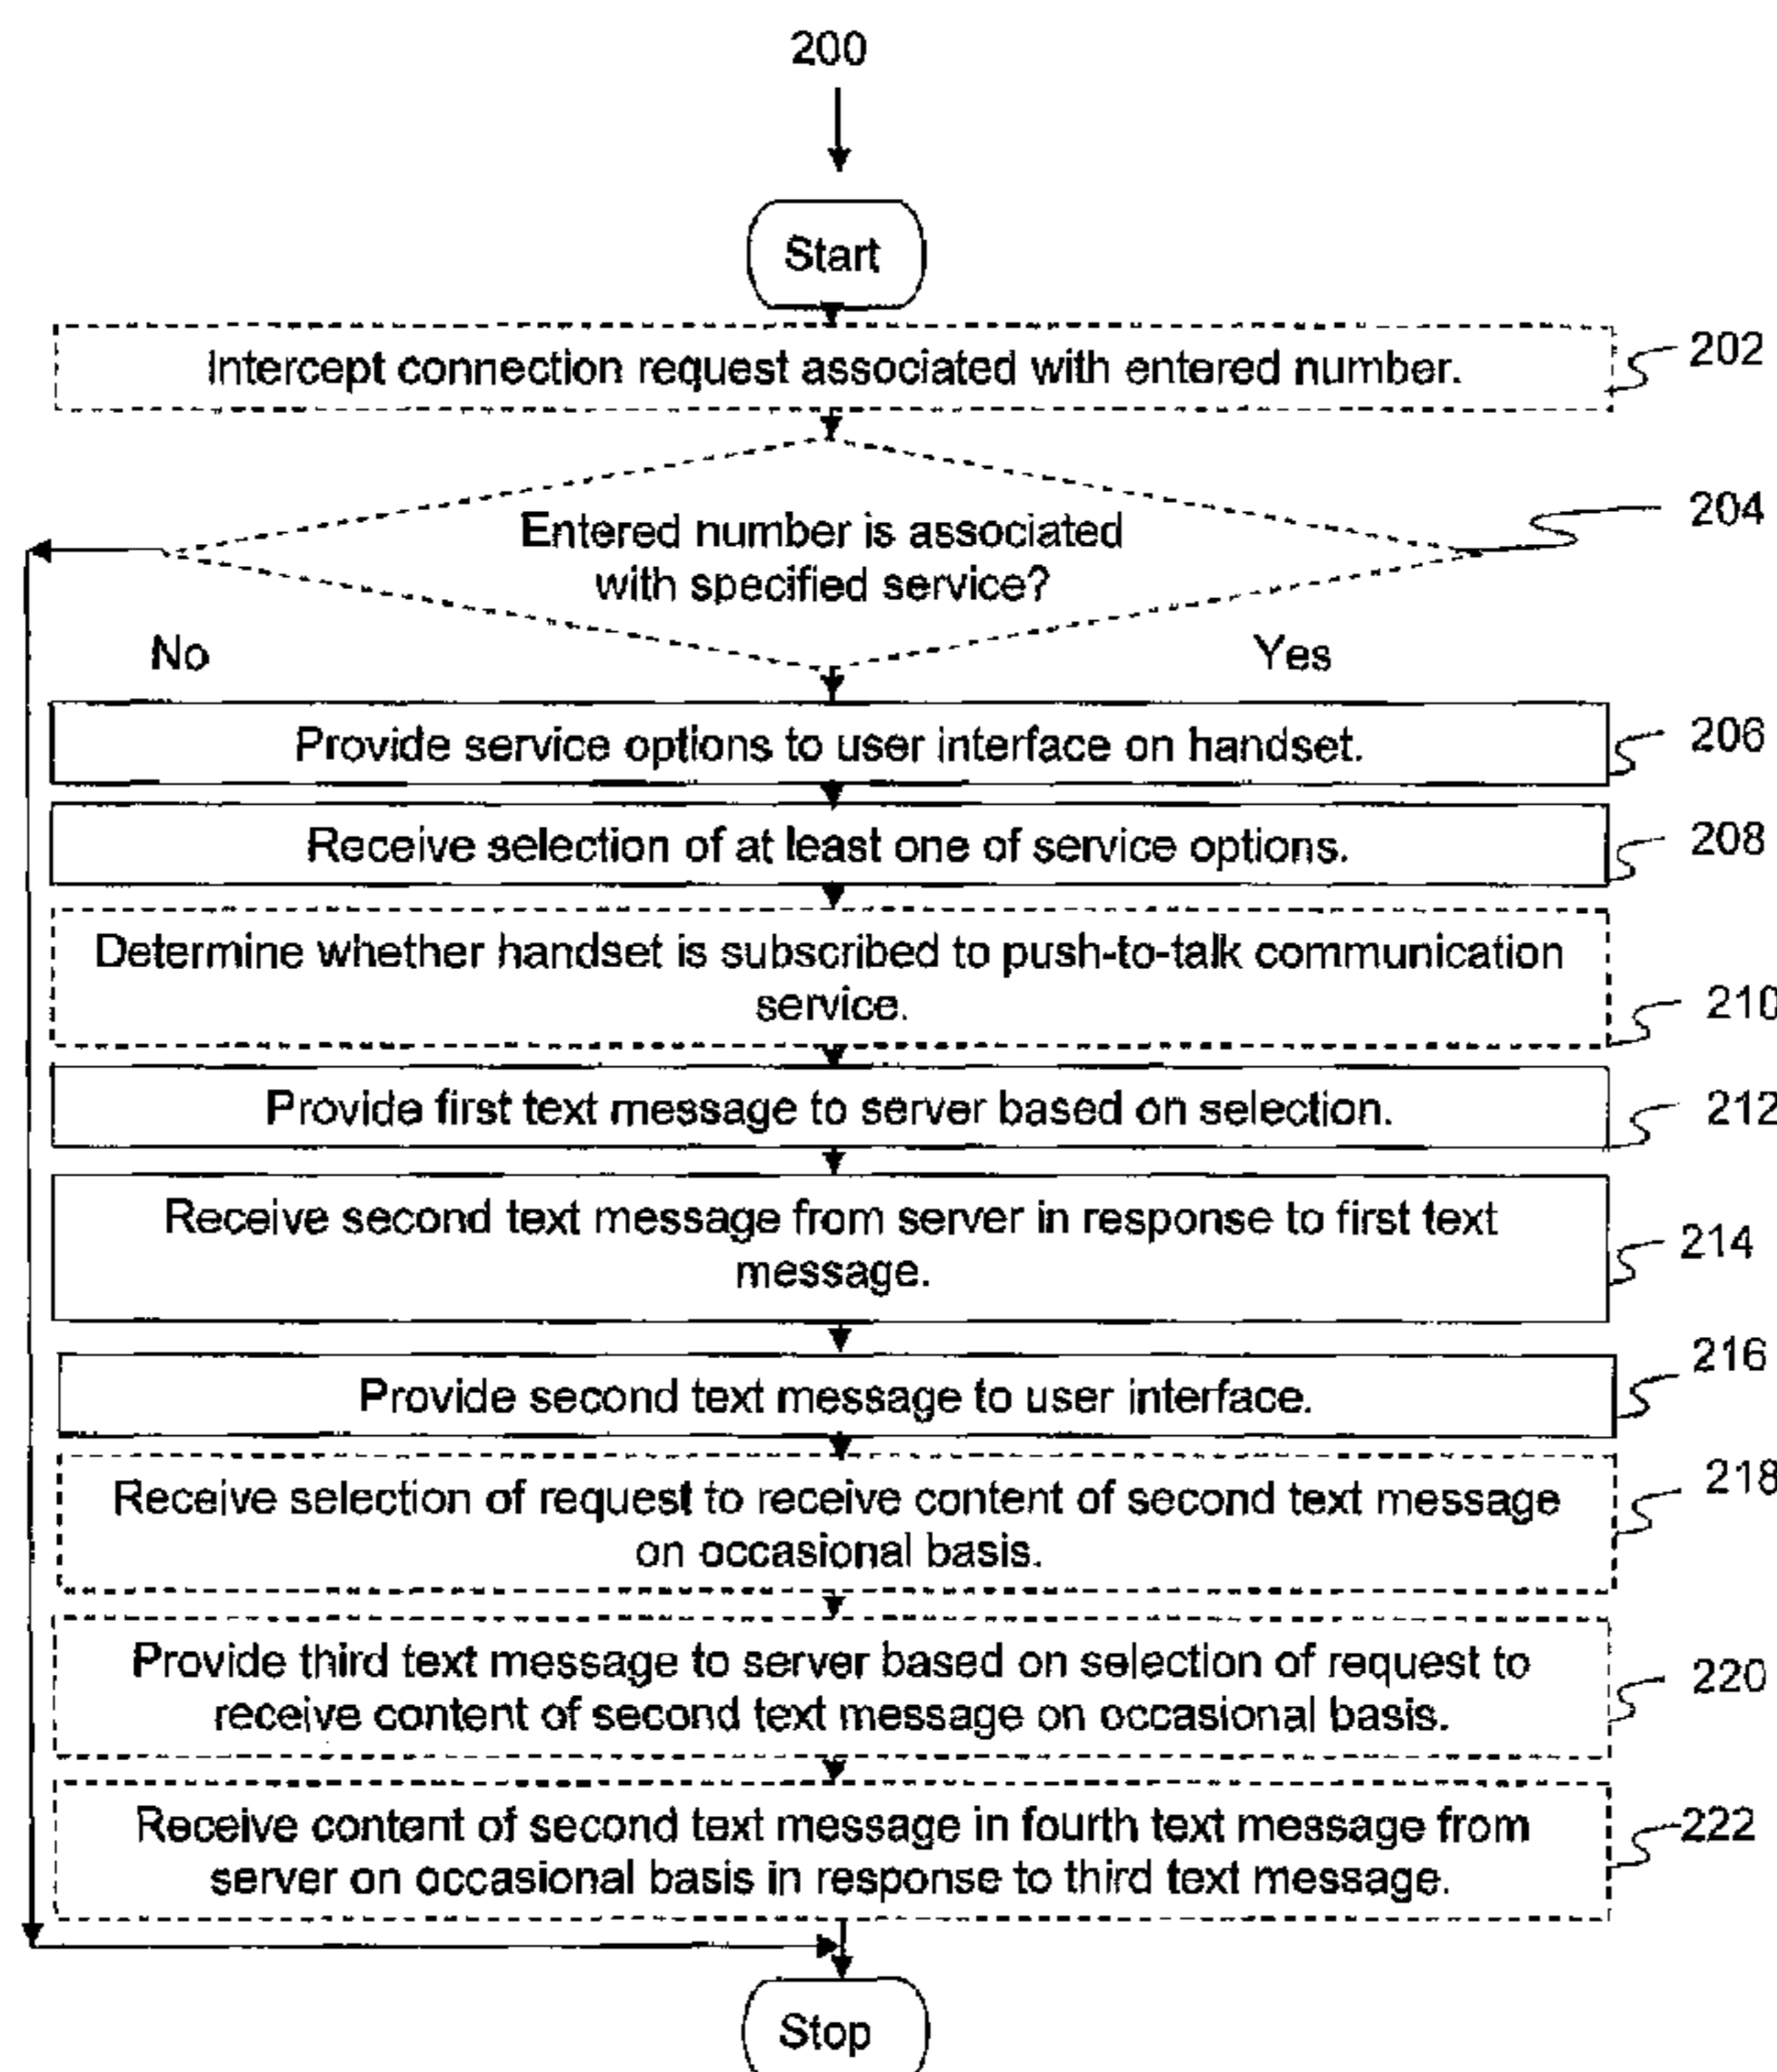 200
Start
Intercept connection request associated with entered number.
202
Entered number is associated
with specified service?
204
No
Yes
Provide service options to user interface on handset.
206
Receive selection of at least one of service options.
208
Determine whether handset is subscribed to push-to-talk communication
service.
210
Provide first text message to server based on selection.
212
Receive second text message from server in response to first text
message.
214
Provide second text message to user interface.
216
Receive selection of request to receive content of second text message
on occasional basis.
218
Provide third text message to server based on selection of request to
receive content of second text message on occasional basis.
220
Receive content of second text message in fourth text message from
server on occasional basis in response to third text message.
222
Stop